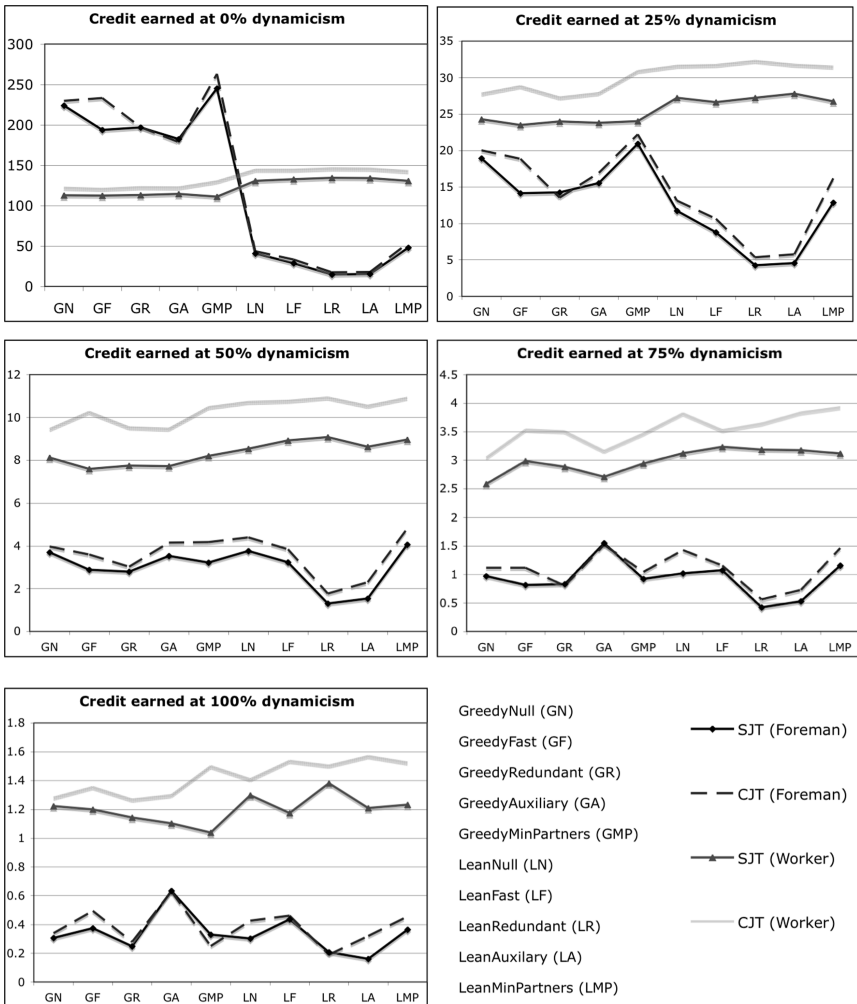 Credit earned at 0% dynamicism
300
250
200
150
100
50
0
GN GF GR GA GMP LN LF LR LA LMP
Credit earned at 25% dynamicism
35
30
25
20
15
10
5
0
GN GF GR GA GMP LN LF LR LA LMP
Credit earned at 50% dynamicism
12
10
8
6
4
2
0
GN GF GR GA GMP LN LF LR LA LMP
Credit earned at 75% dynamicism
4.5
4
3.5
3
2.5
2
1.5
1
0.5
0
GN GF GR GA GMP LN LF LR LA LMP
Credit earned at 100% dynamicism
1.8
1.6
1.4
1.2
1
0.8
0.6
0.4
0.2
0
GN GF GR GA GMP LN LF LR LA LMP
GreedyNull (GN)
GreedyFast (GF)
GreedyRedundant (GR)
GreedyAuxiliary (GA)
GreedyMinPartners (GMP)
LeanNull (LN)
LeanFast (LF)
LeanRedundant (LR)
LeanAuxilary (LA)
LeanMinPartners (LMP)
SJT (Foreman)
CJT (Foreman)
SJT (Worker)
CJT (Worker)